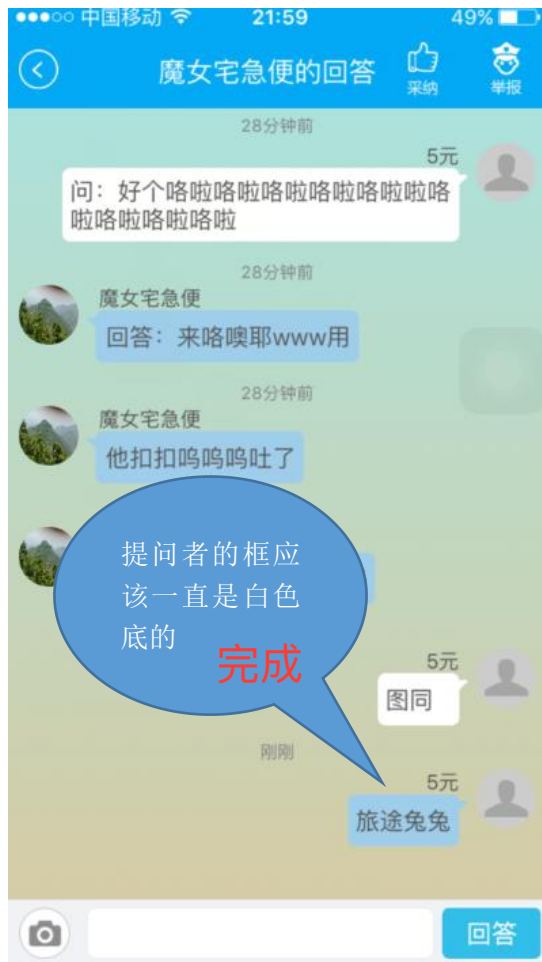 中国移动 21:59 49%
魔女宅急便的回答
采纳 举报
28分钟前
5元
问：好个咯啦咯啦咯啦咯啦咯啦啦咯
啦咯啦咯啦咯啦
28分钟前
魔女宅急便
回答：来咯噢耶www用
28分钟前
魔女宅急便
他扣扣呜呜呜吐了
提问者的框应
该一直是白色
底的
完成
5元
图同
刚刚
5元
旅途兔兔
回答